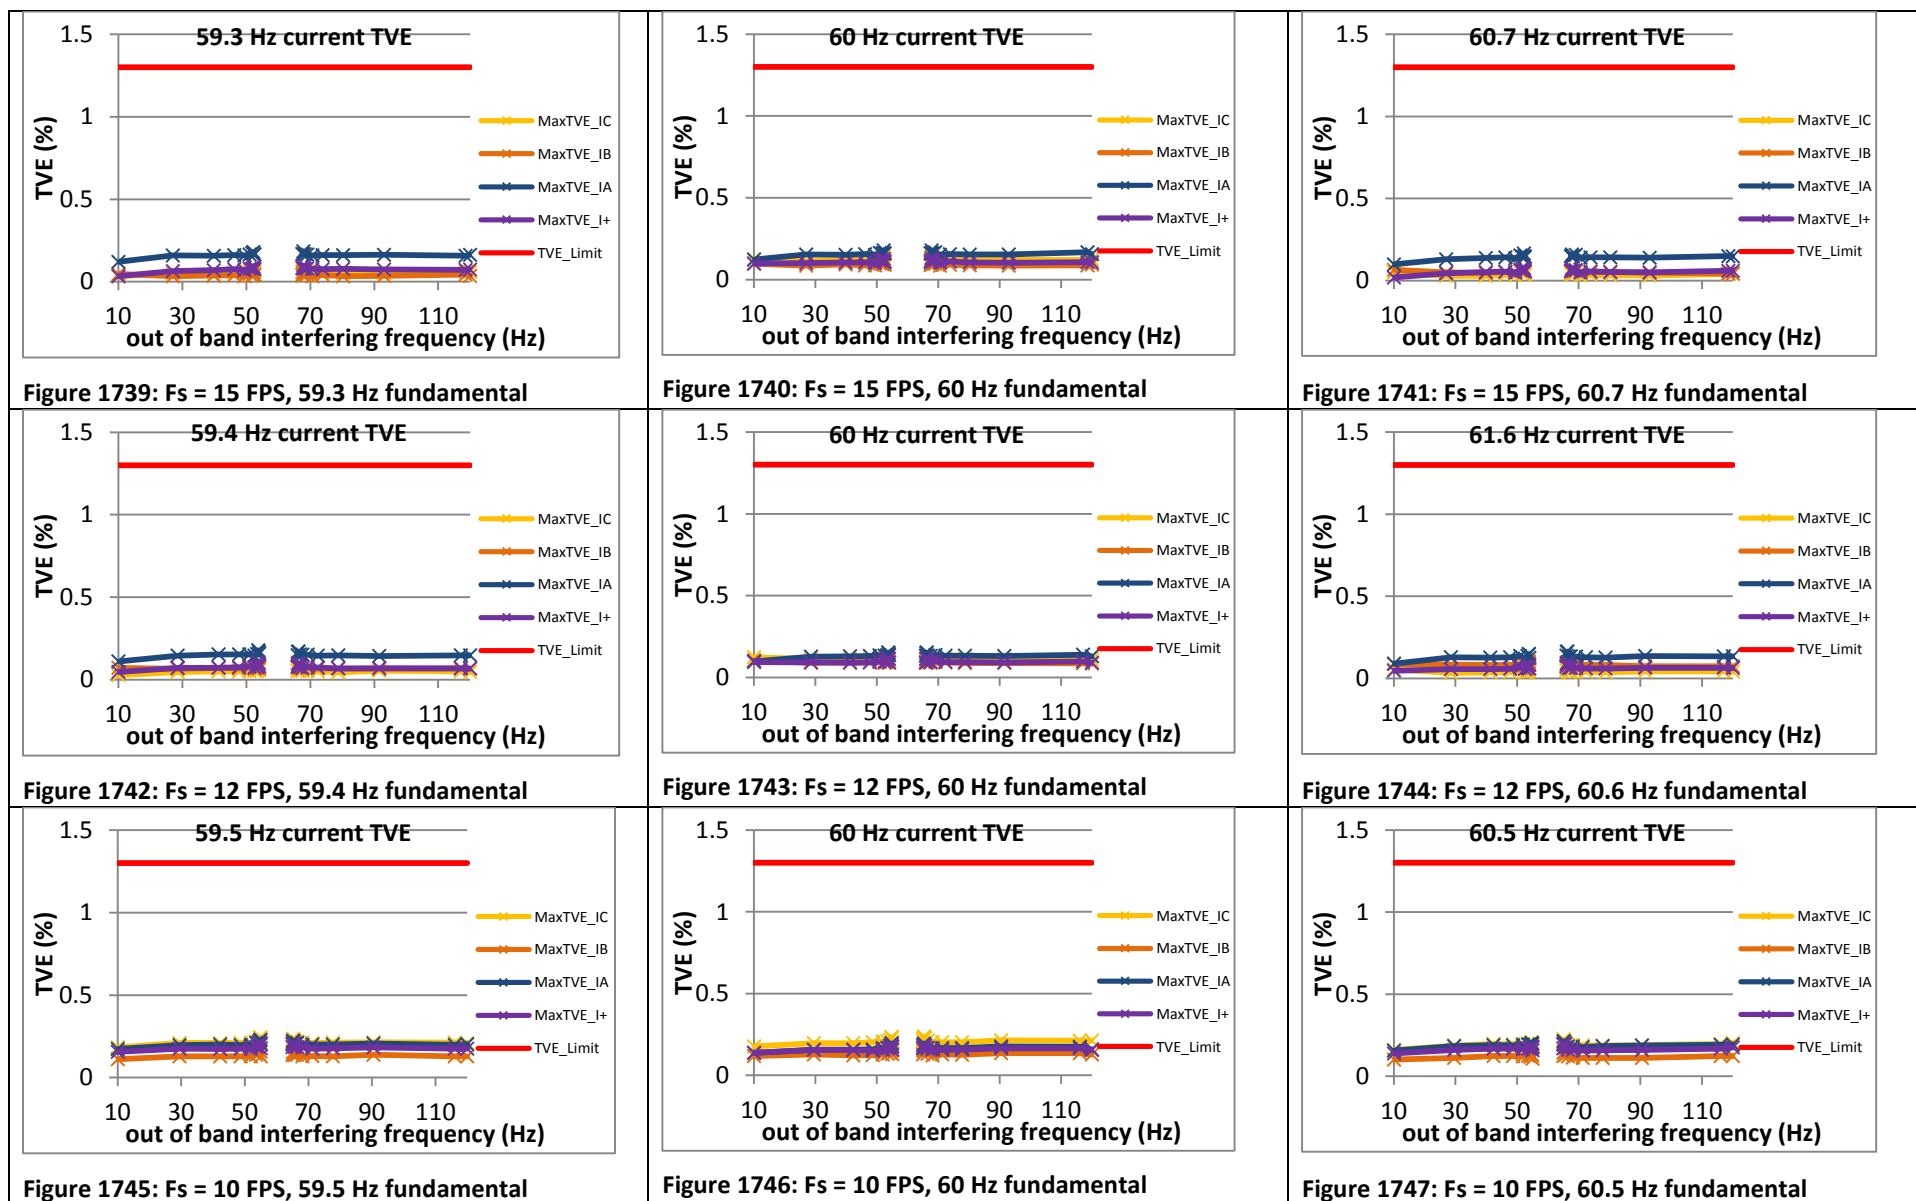 59.3 Hz current TVE
1.5
1
0.5
0
TVE (%)
10 30 50 70 90 110
out of band interfering frequency (Hz)
MaxTVE_IC
MaxTVE_IB
MaxTVE_IA
MaxTVE_I+
TVE_Limit
Figure 1739: Fs = 15 FPS, 59.3 Hz fundamental
60 Hz current TVE
1.5
1
0.5
0
TVE (%)
10 30 50 70 90 110
out of band interfering frequency (Hz)
MaxTVE_IC
MaxTVE_IB
MaxTVE_IA
MaxTVE_I+
TVE_Limit
Figure 1740: Fs = 15 FPS, 60 Hz fundamental
60.7 Hz current TVE
1.5
1
0.5
0
TVE (%)
10 30 50 70 90 110
out of band interfering frequency (Hz)
MaxTVE_IC
MaxTVE_IB
MaxTVE_IA
MaxTVE_I+
TVE_Limit
Figure 1741: Fs = 15 FPS, 60.7 Hz fundamental
59.4 Hz current TVE
1.5
1
0.5
0
TVE (%)
10 30 50 70 90 110
out of band interfering frequency (Hz)
MaxTVE_IC
MaxTVE_IB
MaxTVE_IA
MaxTVE_I+
TVE_Limit
Figure 1742: Fs = 12 FPS, 59.4 Hz fundamental
60 Hz current TVE
1.5
1
0.5
0
TVE (%)
10 30 50 70 90 110
out of band interfering frequency (Hz)
MaxTVE_IC
MaxTVE_IB
MaxTVE_IA
MaxTVE_I+
TVE_Limit
Figure 1743: Fs = 12 FPS, 60 Hz fundamental
61.6 Hz current TVE
1.5
1
0.5
0
TVE (%)
10 30 50 70 90 110
out of band interfering frequency (Hz)
MaxTVE_IC
MaxTVE_IB
MaxTVE_IA
MaxTVE_I+
TVE_Limit
Figure 1744: Fs = 12 FPS, 60.6 Hz fundamental
59.5 Hz current TVE
1.5
1
0.5
0
TVE (%)
10 30 50 70 90 110
out of band interfering frequency (Hz)
MaxTVE_IC
MaxTVE_IB
MaxTVE_IA
MaxTVE_I+
TVE_Limit
Figure 1745: Fs = 10 FPS, 59.5 Hz fundamental
60 Hz current TVE
1.5
1
0.5
0
TVE (%)
10 30 50 70 90 110
out of band interfering frequency (Hz)
MaxTVE_IC
MaxTVE_IB
MaxTVE_IA
MaxTVE_I+
TVE_Limit
Figure 1746: Fs = 10 FPS, 60 Hz fundamental
60.5 Hz current TVE
1.5
1
0.5
0
TVE (%)
10 30 50 70 90 110
out of band interfering frequency (Hz)
MaxTVE_IC
MaxTVE_IB
MaxTVE_IA
MaxTVE_I+
TVE_Limit
Figure 1747: Fs = 10 FPS, 60.5 Hz fundamental